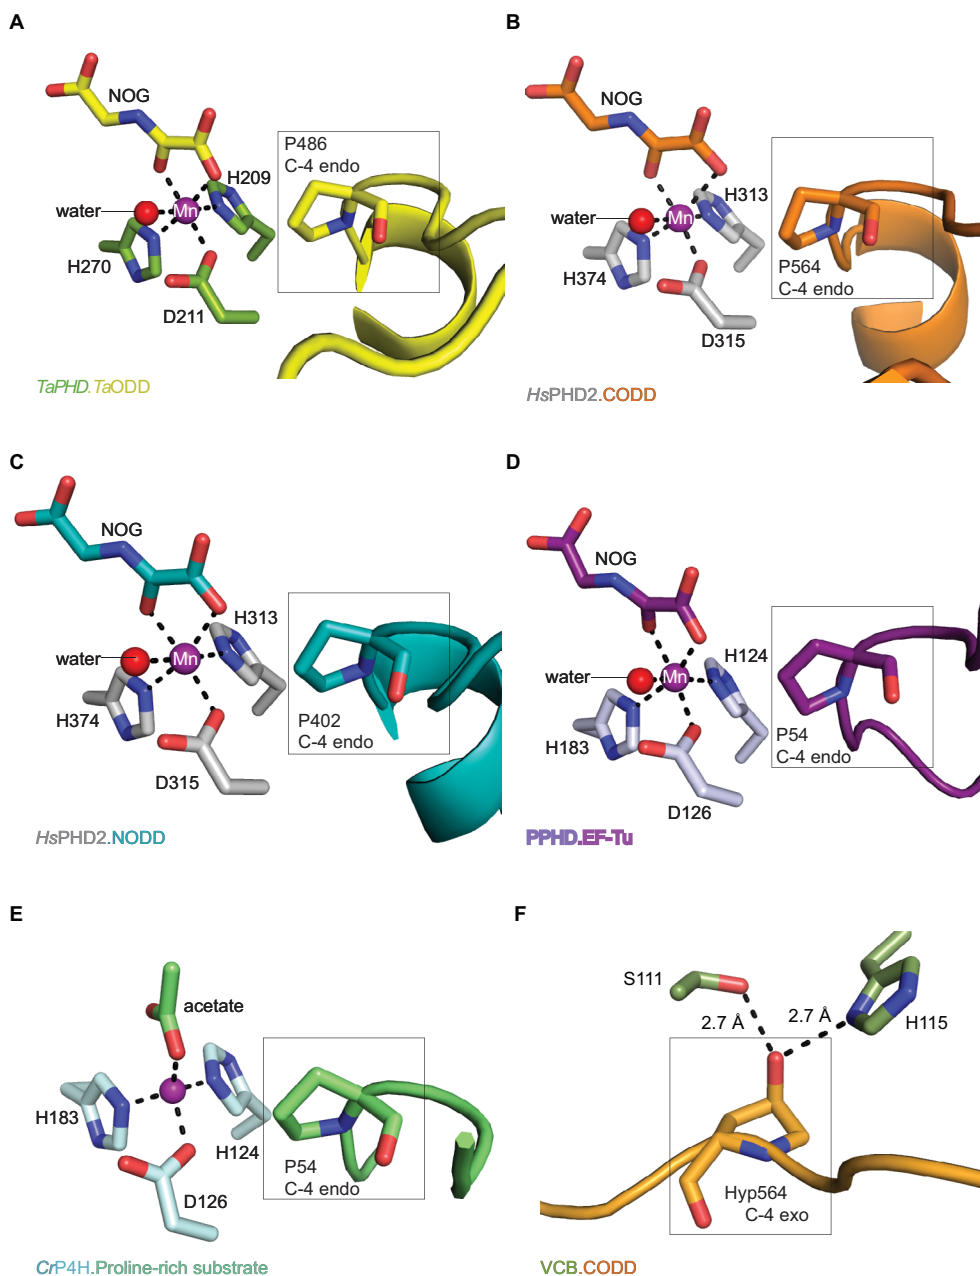 A
NOG
P486
C-4 endo
H209
water
Mn
H270
D211
TaPHD.TaODD
B
NOG
H313
water
Mn
H374
P564
C-4 endo
D315
HsPHD2.CODD
C
NOG
H313
water
Mn
H374
P402
C-4 endo
D315
HsPHD2.NODD
D
NOG
H124
water
Mn
H183
P54
C-4 endo
D126
PPHD.EF-Tu
E
acetate
H183
H124
P54
C-4 endo
D126
CrP4H.Proline-rich substrate
F
S111
2.7 Å
2.7 Å
H115
Hyp564
C-4 exo
VCB.CODD